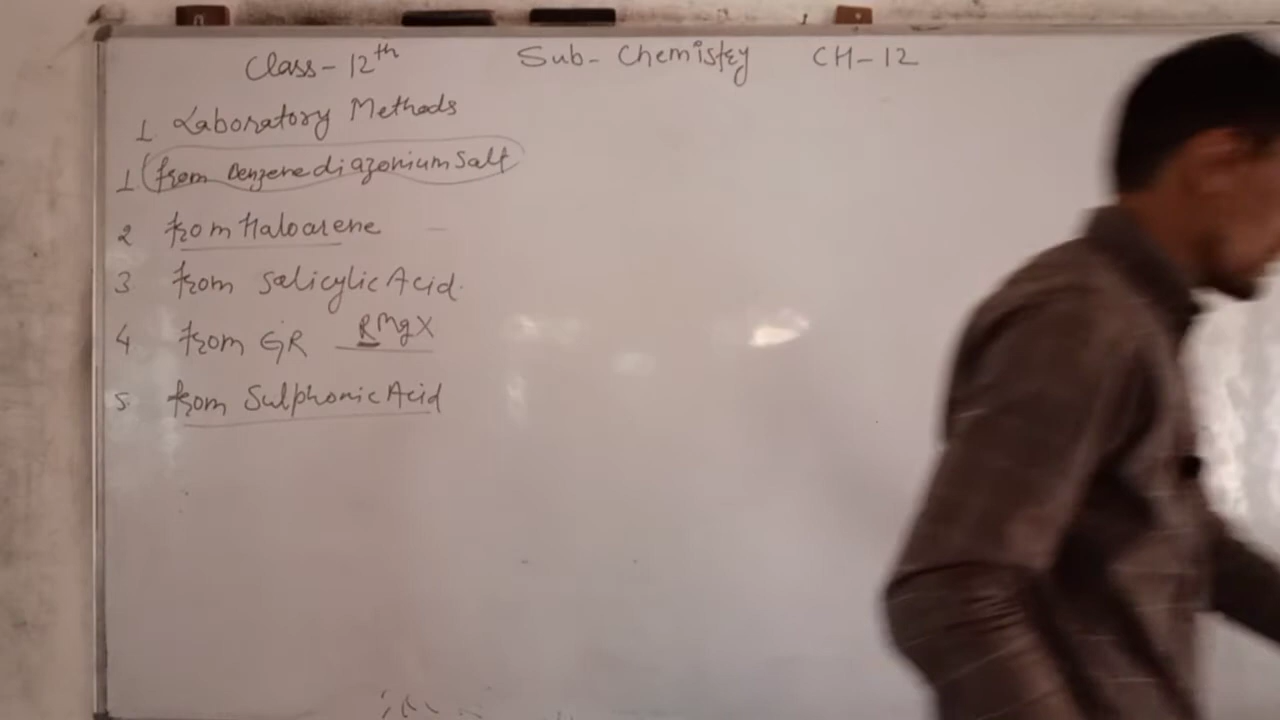 Class - 12th Sub - Chemistry CH - 12
1 Laboratory Methods
1 from Benzene diazonium Salt
2 from Haloarene
3 from Salicylic Acid.
4 from GR RMgX
5. from Sulphonic Acid